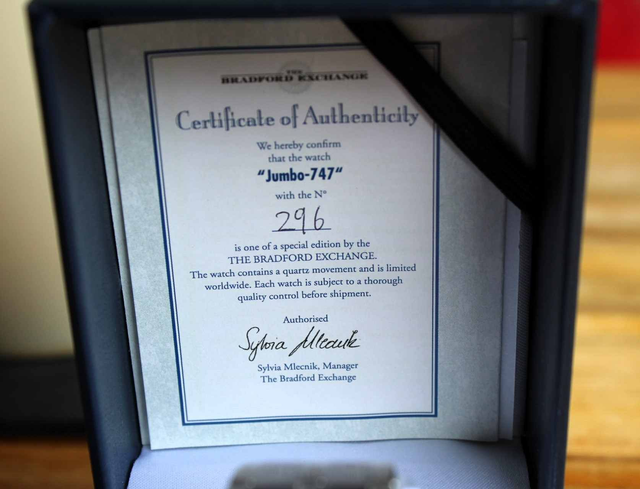 THE
BRADFORD EXCHANGE
Certificate of Authenticity
We hereby confirm
that the watch
"Jumbo-747"
with the N°
296
is one of a special edition by the
THE BRADFORD EXCHANGE.
The watch contains a quartz movement and is limited
worldwide. Each watch is subject to a thorough
quality control before shipment.
Authorised
Sylvia Mlecnik
Sylvia Mlecnik, Manager
The Bradford Exchange